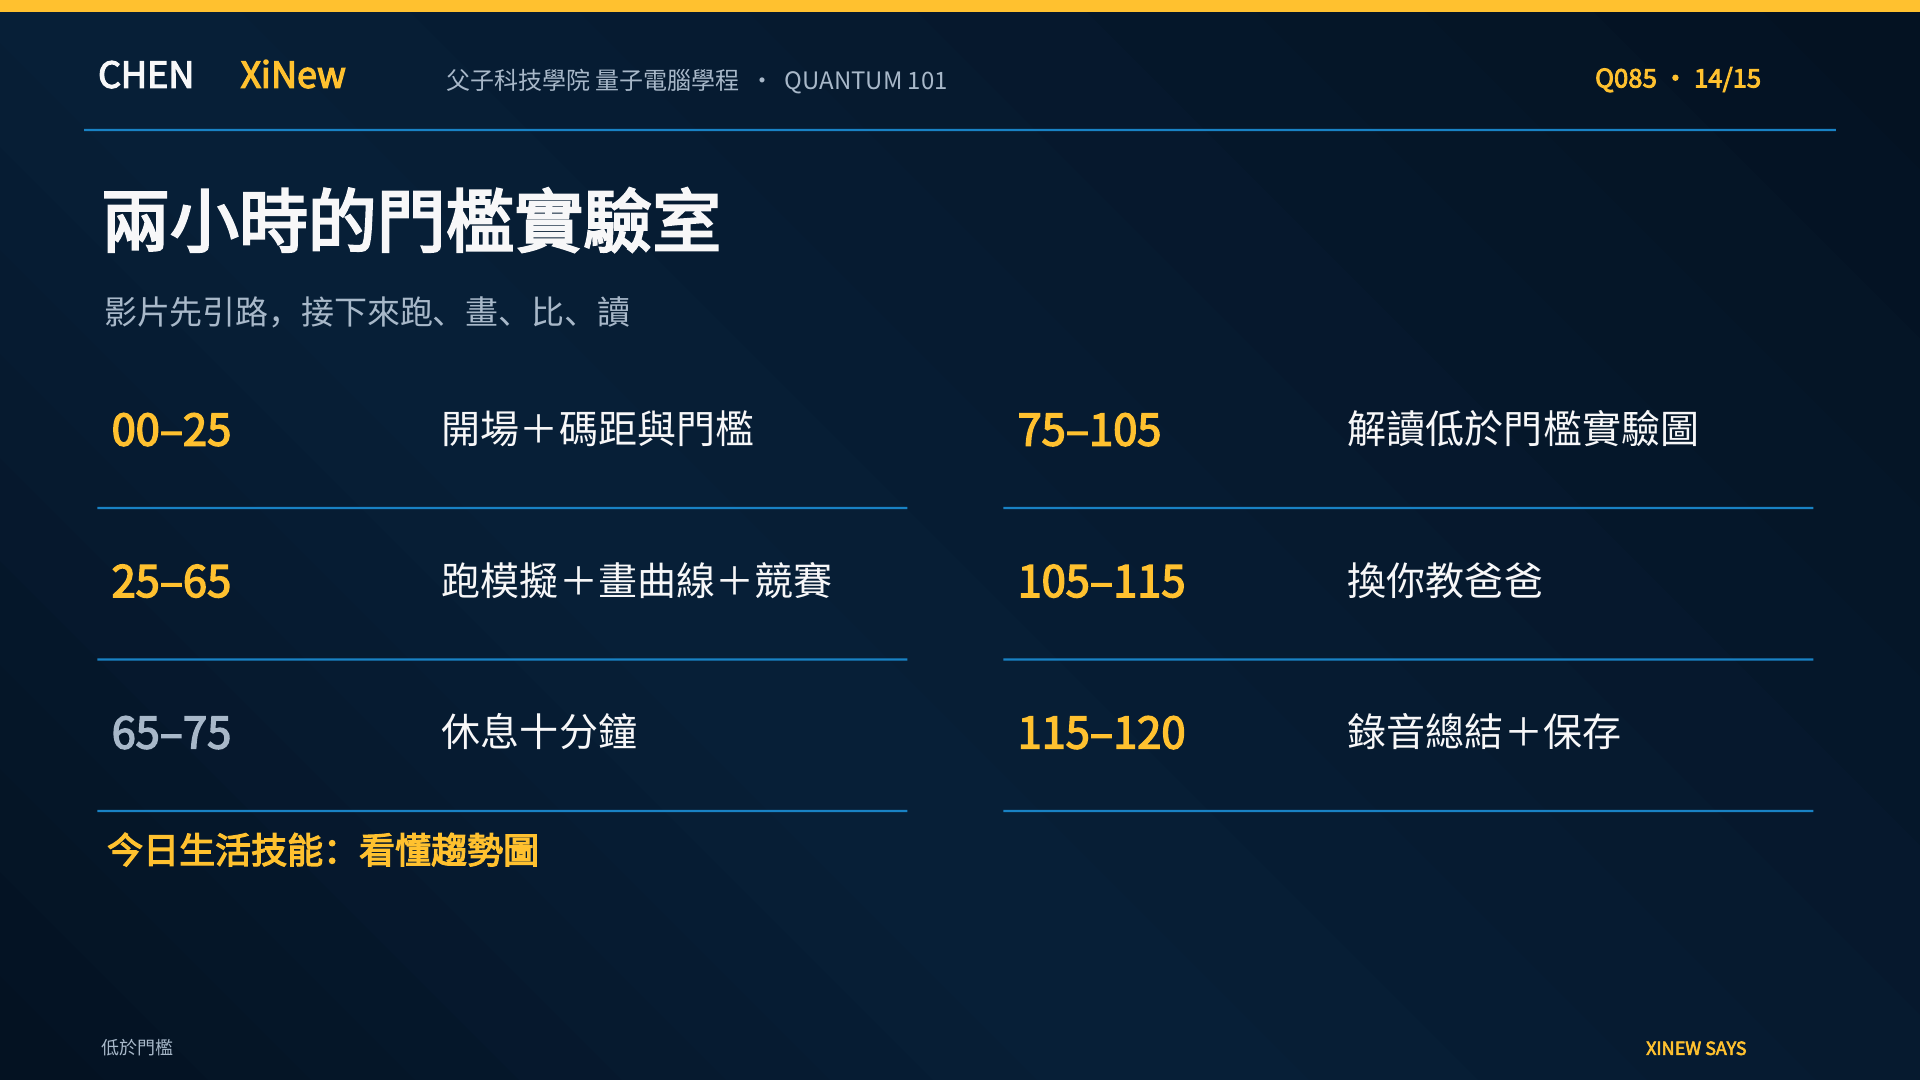 CHEN XiNew 父子科技學院 量子電腦學程 · QUANTUM 101 Q085 · 14/15
兩小時的門檻實驗室
影片先引路，接下來跑、畫、比、讀
00–25 開場＋碼距與門檻
25–65 跑模擬＋畫曲線＋競賽
65–75 休息十分鐘
75–105 解讀低於門檻實驗圖
105–115 換你教爸爸
115–120 錄音總結＋保存
今日生活技能：看懂趨勢圖
低於門檻 XINEW SAYS